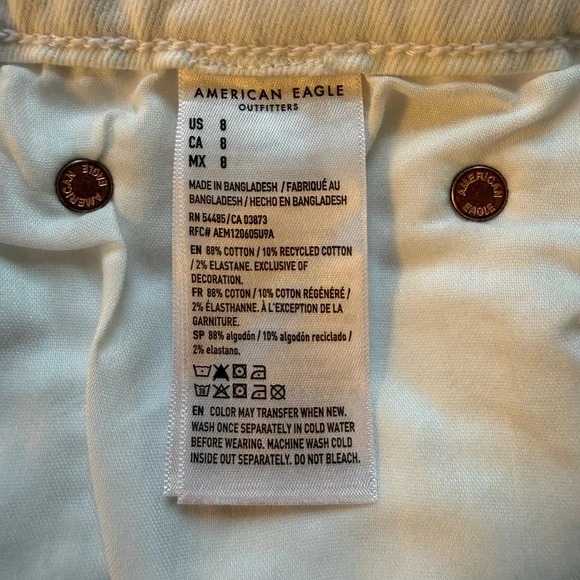 AMERICAN EAGLE
OUTFITTERS
US 8
CA 8
MX 8
MADE IN BANGLADESH / FABRIQUÉ AU
BANGLADESH / HECHO EN BANGLADESH
RN 54485/CA 03873
RFC# AEM120605U9A
EN 88% COTTON / 10% RECYCLED COTTON
/ 2% ELASTANE. EXCLUSIVE OF
DECORATION.
FR 88% COTON / 10% COTON RÉGÉNÉRÉ /
2% ÉLASTHANNE. À L'EXCEPTION DE LA
GARNITURE.
SP 88% algodón / 10% algodón reciclado /
2% elastano.
EN COLOR MAY TRANSFER WHEN NEW.
WASH ONCE SEPARATELY IN COLD WATER
BEFORE WEARING. MACHINE WASH COLD
INSIDE OUT SEPARATELY. DO NOT BLEACH.
AMERICAN
EAGLE
AMERICAN
EAGLE